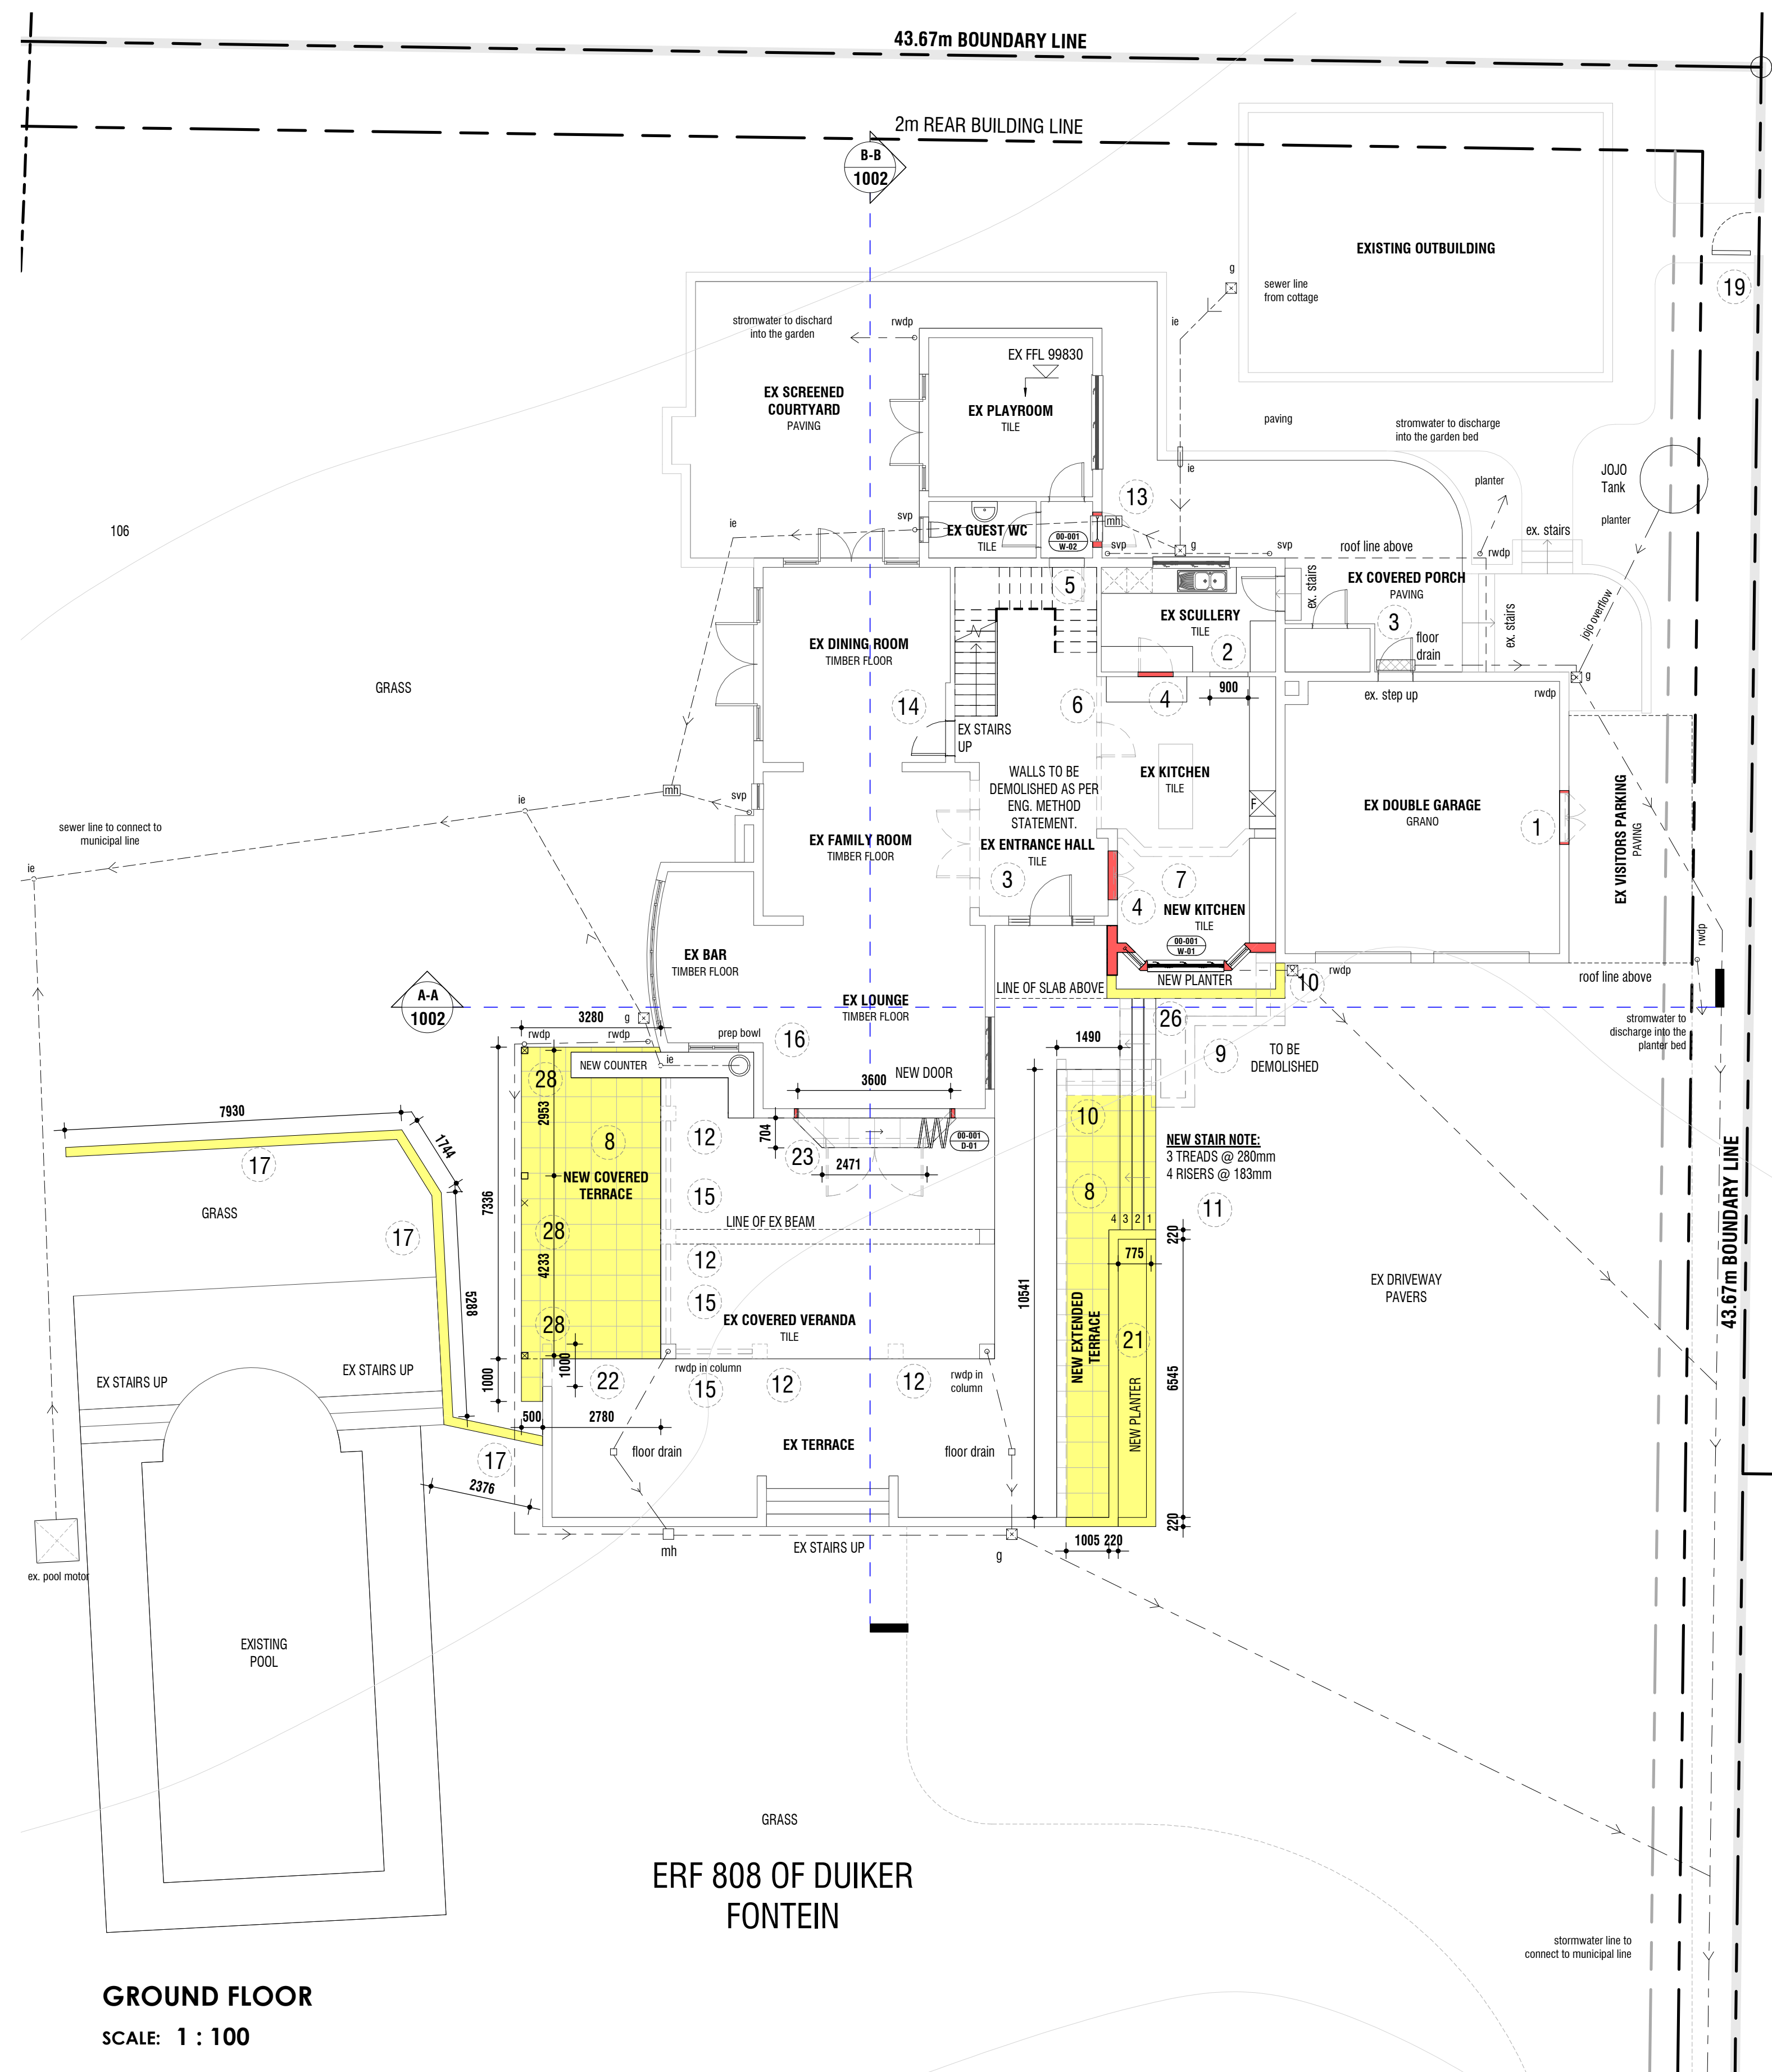 43.67m BOUNDARY LINE
2m REAR BUILDING LINE
B-B
1002
EXISTING OUTBUILDING
19
g
sewer line
from cottage
ie
stromwater to dischard
into the garden
rwdp
EX FFL 99830
EX SCREENED
COURTYARD
PAVING
EX PLAYROOM
TILE
paving
stromwater to discharge
into the garden bed
JOJO
Tank
planter
planter
ie
13
106
ie
svp
mh
EX GUEST WC
TILE
00-001
W-02
svp
g
svp
roof line above
rwdp
ex. stairs
5
ex. stairs
EX COVERED PORCH
PAVING
EX SCULLERY
TILE
2
3
floor
drain
ex. stairs
jojo overflow
EX DINING ROOM
TIMBER FLOOR
GRASS
14
6
4
900
ex. step up
rwdp
g
EX STAIRS
UP
WALLS TO BE
DEMOLISHED AS PER
ENG. METHOD
STATEMENT.
EX KITCHEN
TILE
F
EX DOUBLE GARAGE
GRANO
1
EX VISITORS PARKING
PAVING
mh
svp
ie
sewer line to connect to
municipal line
ie
EX FAMILY ROOM
TIMBER FLOOR
EX ENTRANCE HALL
TILE
3
7
4
NEW KITCHEN
TILE
00-001
W-01
rwdp
EX BAR
TIMBER FLOOR
NEW PLANTER
rwdp
10
roof line above
A-A
1002
LINE OF SLAB ABOVE
EX LOUNGE
TIMBER FLOOR
3280
g
rwdp
rwdp
prep bowl
16
26
1490
9
TO BE
DEMOLISHED
stromwater to
discharge into the
planter bed
ie
NEW COUNTER
NEW DOOR
3600
28
2953
7930
1744
8
12
704
23
2471
00-001
D-01
10
NEW STAIR NOTE:
3 TREADS @ 280mm
4 RISERS @ 183mm
17
NEW COVERED
TERRACE
7336
15
8
11
43.67m BOUNDARY LINE
GRASS
17
28
4233
LINE OF EX BEAM
4 3 2 1
220
12
775
EX DRIVEWAY
PAVERS
5288
15
10541
28
EX COVERED VERANDA
TILE
NEW EXTENDED
TERRACE
21
EX STAIRS UP
EX STAIRS UP
1000
1000
22
rwdp in column
15
12
12
rwdp in
column
6545
500
2780
NEW PLANTER
EX TERRACE
floor drain
floor drain
17
2376
220
mh
EX STAIRS UP
g
1005
220
ex. pool motor
EXISTING
POOL
GRASS
ERF 808 OF DUIKER
FONTEIN
stormwater line to
connect to municipal line
GROUND FLOOR
SCALE: 1 : 100